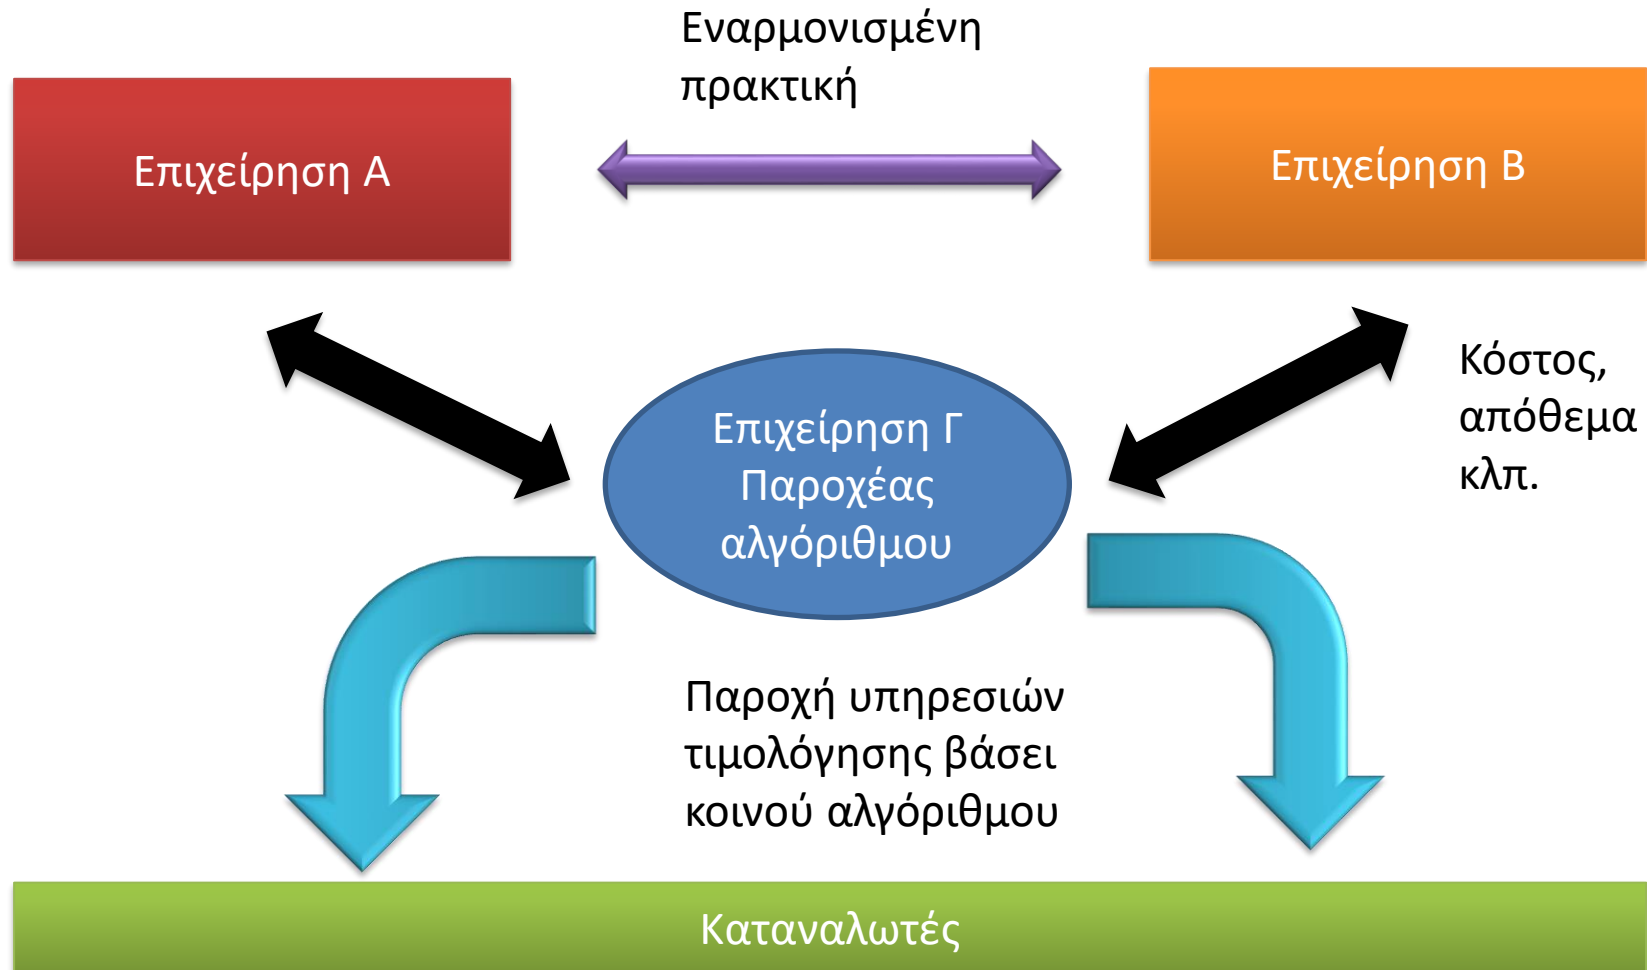 Εναρμονισμένη
πρακτική
Επιχείρηση Α
Επιχείρηση Β
Κόστος,
απόθεμα
κλπ.
Επιχείρηση Γ
Παροχέας
αλγόριθμου
Παροχή υπηρεσιών
τιμολόγησης βάσει
κοινού αλγόριθμου
Καταναλωτές